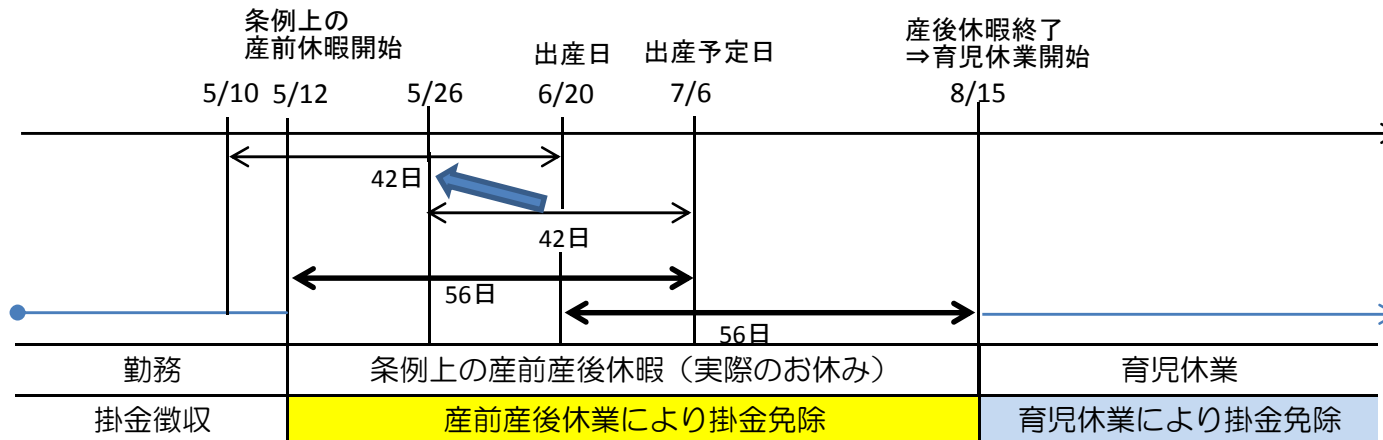 条例上の
産前休暇開始
出産日
出産予定日
産後休暇終了
⇒育児休業開始
5/10
5/12
5/26
6/20
7/6
8/15
42日
42日
56日
56日
勤務
条例上の産前産後休暇（実際のお休み）
育児休業
掛金徴収
産前産後休業により掛金免除
育児休業により掛金免除